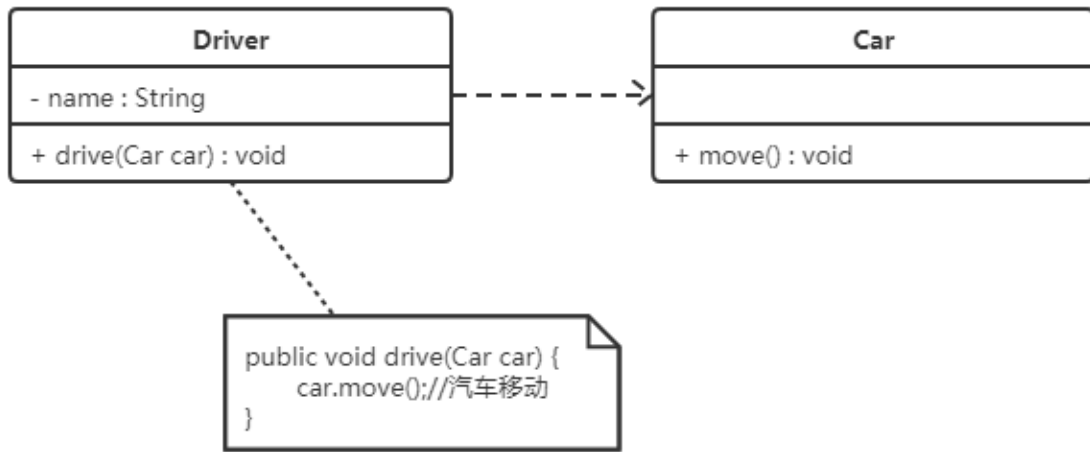 Driver
- name : String
+ drive(Car car) : void
Car
+ move() : void
public void drive(Car car) {
car.move();//汽车移动
}